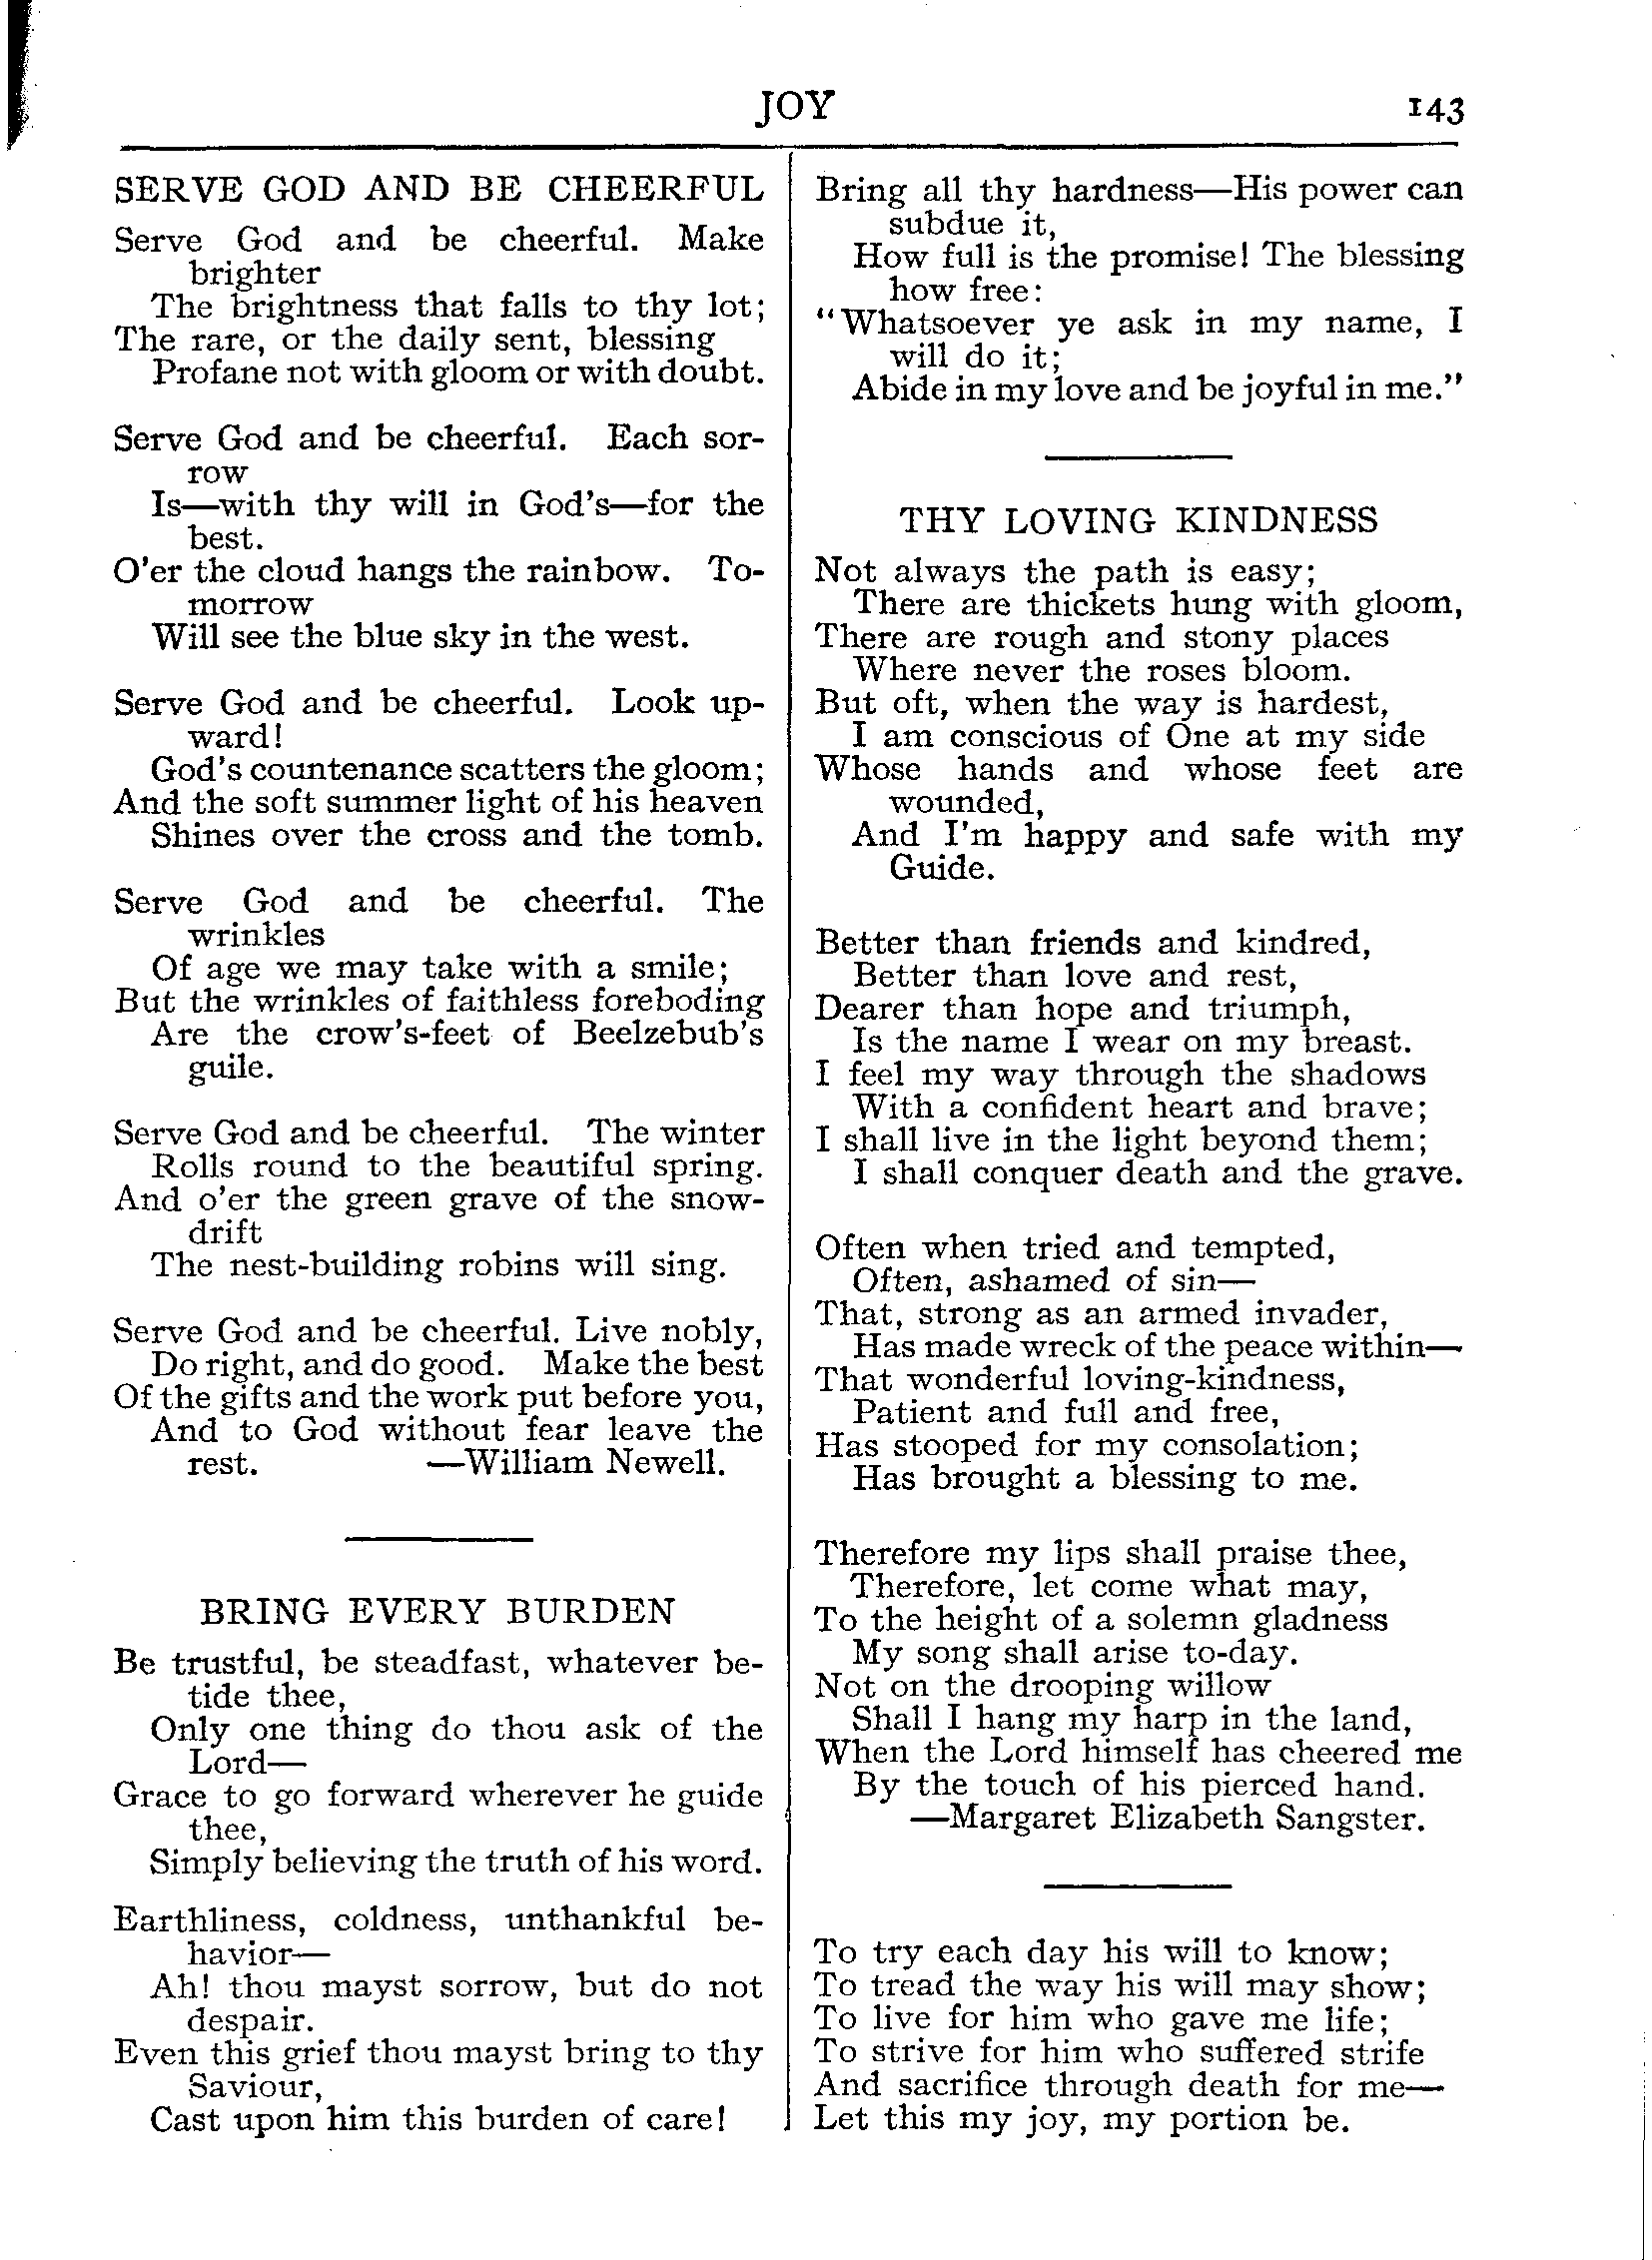 JOY 143
SERVE GOD AND BE CHEERFUL
Serve God and be cheerful. Make
brighter
The brightness that falls to thy lot;
The rare, or the daily sent, blessing
Profane not with gloom or with doubt.
Serve God and be cheerful. Each sor-
row
Is—with thy will in God's—for the
best.
O'er the cloud hangs the rainbow. To-
morrow
Will see the blue sky in the west.
Serve God and be cheerful. Look up-
ward!
God's countenance scatters the gloom;
And the soft summer light of his heaven
Shines over the cross and the tomb.
Serve God and be cheerful. The
wrinkles
Of age we may take with a smile;
But the wrinkles of faithless foreboding
Are the crow's-feet of Beelzebub's
guile.
Serve God and be cheerful. The winter
Rolls round to the beautiful spring.
And o'er the green grave of the snow-
drift
The nest-building robins will sing.
Serve God and be cheerful. Live nobly,
Do right, and do good. Make the best
Of the gifts and the work put before you,
And to God without fear leave the
rest. —William Newell.
BRING EVERY BURDEN
Be trustful, be steadfast, whatever be-
tide thee,
Only one thing do thou ask of the
Lord—
Grace to go forward wherever he guide
thee,
Simply believing the truth of his word.
Earthliness, coldness, unthankful be-
havior—
Ah! thou mayst sorrow, but do not
despair.
Even this grief thou mayst bring to thy
Saviour,
Cast upon him this burden of care!
Bring all thy hardness—His power can
subdue it,
How full is the promise! The blessing
how free:
"Whatsoever ye ask in my name, I
will do it;
Abide in my love and be joyful in me."
THY LOVING KINDNESS
Not always the path is easy;
There are thickets hung with gloom,
There are rough and stony places
Where never the roses bloom.
But oft, when the way is hardest,
I am conscious of One at my side
Whose hands and whose feet are
wounded,
And I'm happy and safe with my
Guide.
Better than friends and kindred,
Better than love and rest,
Dearer than hope and triumph,
Is the name I wear on my breast.
I feel my way through the shadows
With a confident heart and brave;
I shall live in the light beyond them;
I shall conquer death and the grave.
Often when tried and tempted,
Often, ashamed of sin—
That, strong as an armed invader,
Has made wreck of the peace within—
That wonderful loving-kindness,
Patient and full and free,
Has stooped for my consolation;
Has brought a blessing to me.
Therefore my lips shall praise thee,
Therefore, let come what may,
To the height of a solemn gladness
My song shall arise to-day.
Not on the drooping willow
Shall I hang my harp in the land,
When the Lord himself has cheered me
By the touch of his pierced hand.
—Margaret Elizabeth Sangster.
To try each day his will to know;
To tread the way his will may show;
To live for him who gave me life;
To strive for him who suffered strife
And sacrifice through death for me—
Let this my joy, my portion be.